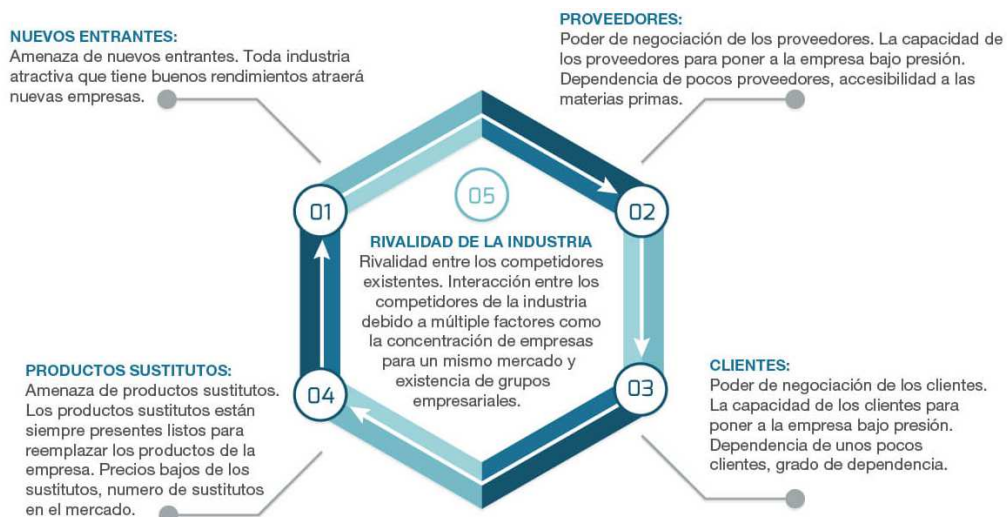 NUEVOS ENTRANTES:
Amenaza de nuevos entrantes. Toda industria
atractiva que tiene buenos rendimientos atraerá
nuevas empresas.
PROVEEDORES:
Poder de negociación de los proveedores. La capacidad de
los proveedores para poner a la empresa bajo presión.
Dependencia de pocos proveedores, accesibilidad a las
materias primas.
01
02
05
RIVALIDAD DE LA INDUSTRIA
Rivalidad entre los competidores
existentes. Interacción entre los
competidores de la industria
debido a múltiple factores como
la concentración de empresas
para un mismo mercado y
existencia de grupos
empresariales.
03
04
CLIENTES:
Poder de negociación de los clientes.
La capacidad de los clientes para
poner a la empresa bajo presión.
Dependencia de unos pocos
clientes, grado de dependencia.
PRODUCTOS SUSTITUTOS:
Amenaza de productos sustitutos.
Los productos sustitutos están
siempre presentes listos para
reemplazar los productos de la
empresa. Precios bajos de los
sustitutos, numero de sustitutos
en el mercado.